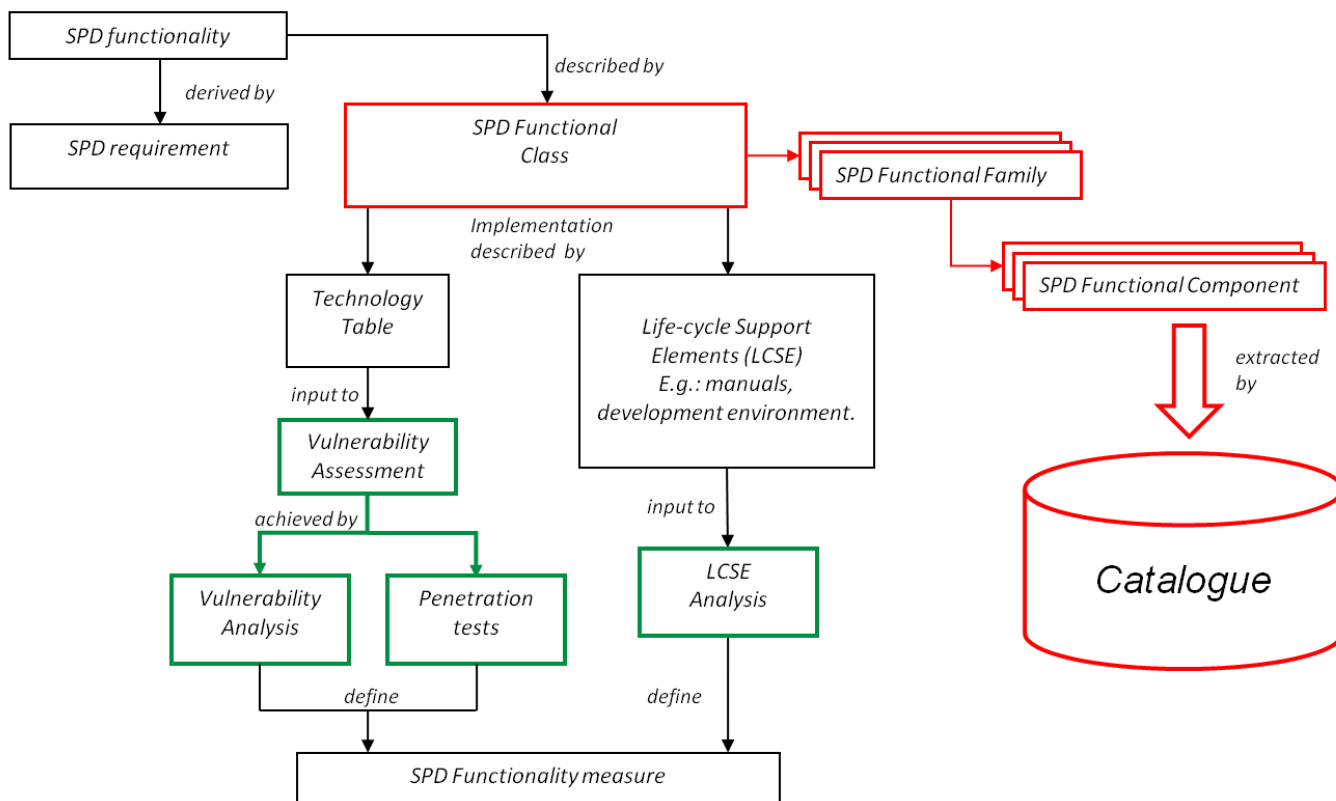 SPD functionality
described by
derived by
SPD Functional
Class
SPD requirement
SPD Functional Family
Implementation
described by
SPD Functional Component
Technology
Table
Life-cycle Support
Elements (LCSE)
E.g.: manuals,
development environment.
extracted
by
input to
Vulnerability
Assessment
input to
achieved by
LCSE
Analysis
Catalogue
Vulnerability
Analysis
Penetration
tests
define
define
SPD Functionality measure